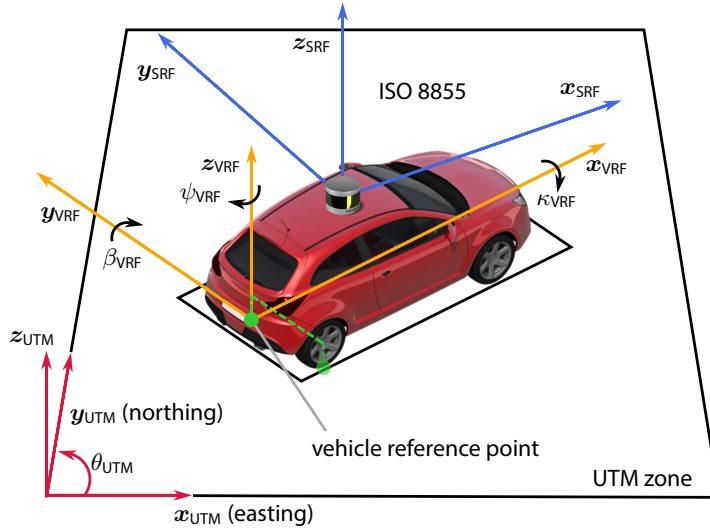 z_SRF
y_SRF
ISO 8855
x_SRF
z_VRF
x_VRF
ψ_VRF
κ_VRF
y_VRF
β_VRF
z_UTM
y_UTM (northing)
vehicle reference point
θ_UTM
UTM zone
x_UTM (easting)